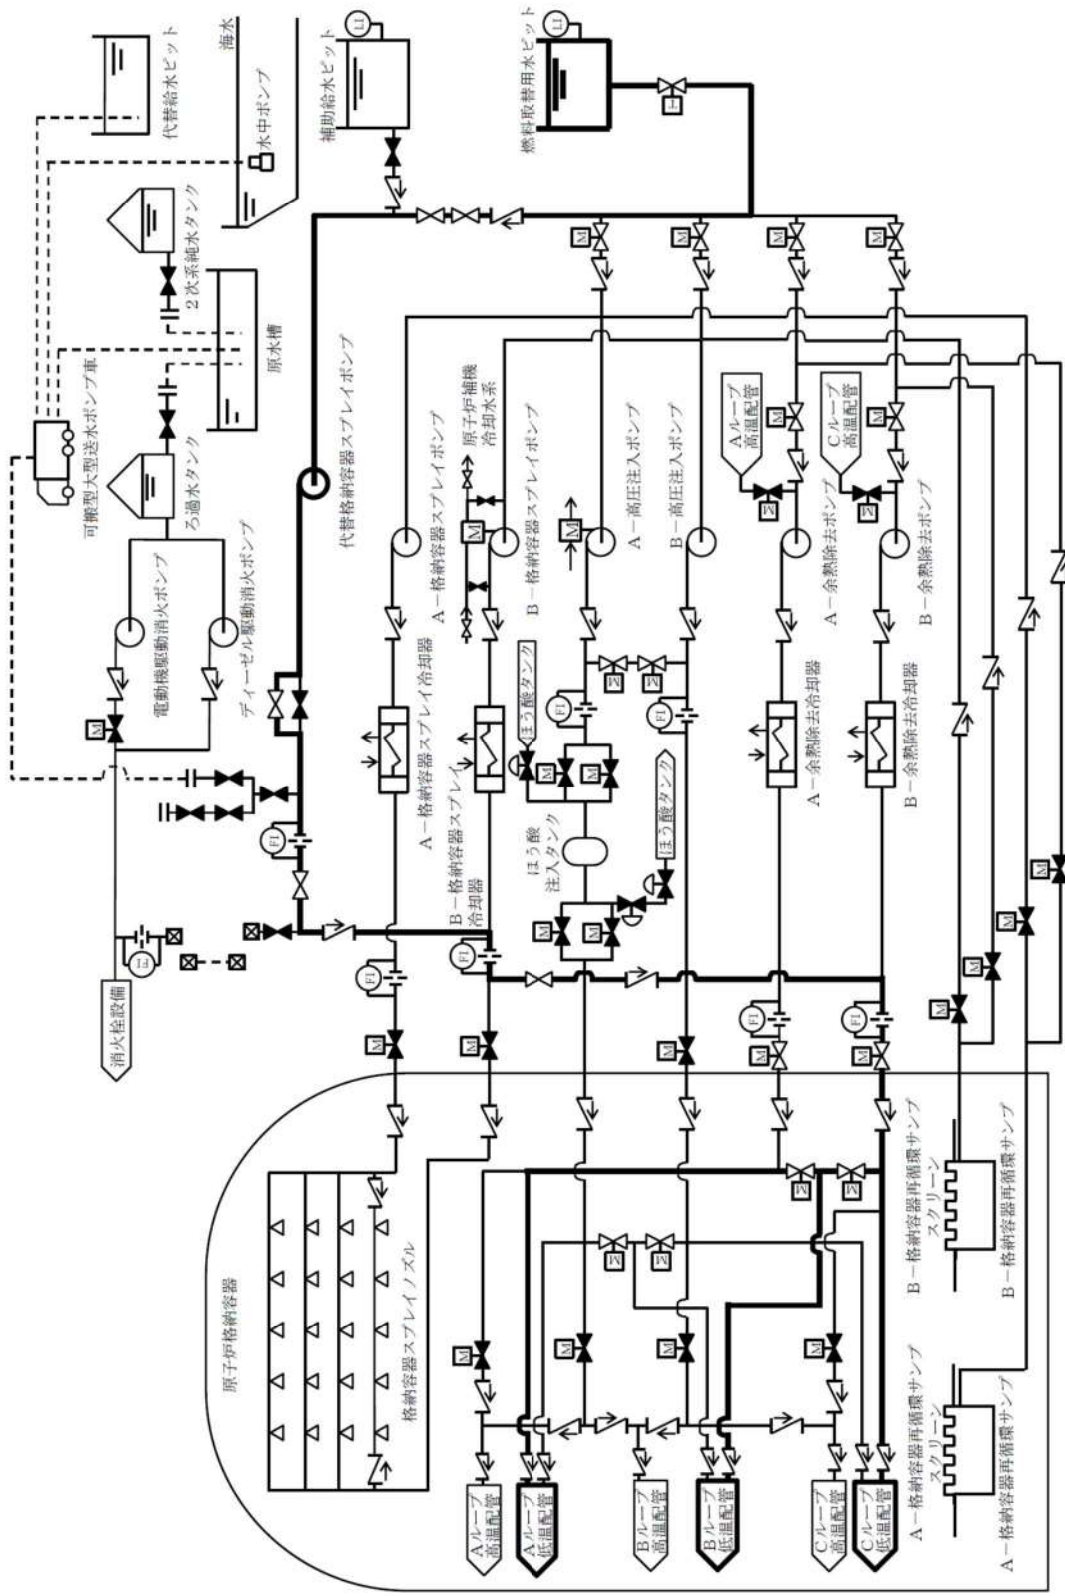 代替給水ピット
海水
水中ポンプ
補助給水ピット
LI
燃料取替用水ピット
LI
可搬型大型送水ポンプ車
2次系純水タンク
原水槽
ろ過水タンク
電動機駆動消火ポンプ
ディーゼル駆動消火ポンプ
代替格納容器スプレイポンプ
消火栓設備
M
FI
FI
A-格納容器スプレイポンプ
原子炉補機
冷却水系
M
B-格納容器スプレイポンプ
M
A-高圧注入ポンプ
B-高圧注入ポンプ
Aループ
高温配管
Cループ
高温配管
M
M
M
M
M
M
M
M
A-余熱除去ポンプ
B-余熱除去ポンプ
A-格納容器スプレイ冷却器
B-格納容器スプレイ
冷却器
ほう酸タンク
ほう酸
注入タンク
ほう酸タンク
M
M
M
M
M
M
FI
FI
A-余熱除去冷却器
B-余熱除去冷却器
FI
FI
FI
FI
M
M
M
M
M
M
M
M
M
原子炉格納容器
格納容器スプレイノズル
M
M
M
M
M
M
M
M
Aループ
高温配管
Aループ
低温配管
Bループ
高温配管
Bループ
低温配管
Cループ
高温配管
Cループ
低温配管
B-格納容器再循環サンプ
スクリーン
B-格納容器再循環サンプ
A-格納容器再循環サンプ
スクリーン
A-格納容器再循環サンプ